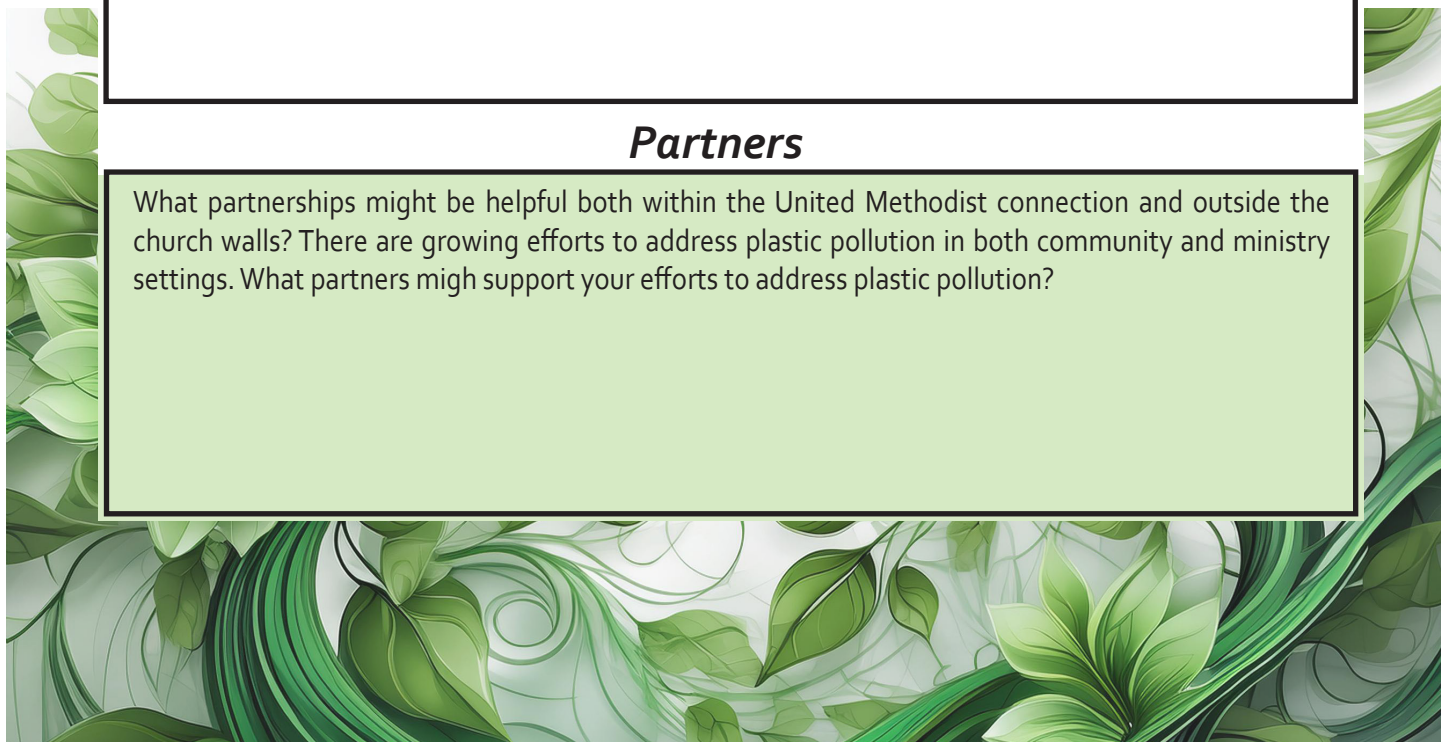 Partners
What partnerships might be helpful both within the United Methodist connection and outside the
church walls? There are growing efforts to address plastic pollution in both community and ministry
settings. What partners migh support your efforts to address plastic pollution?